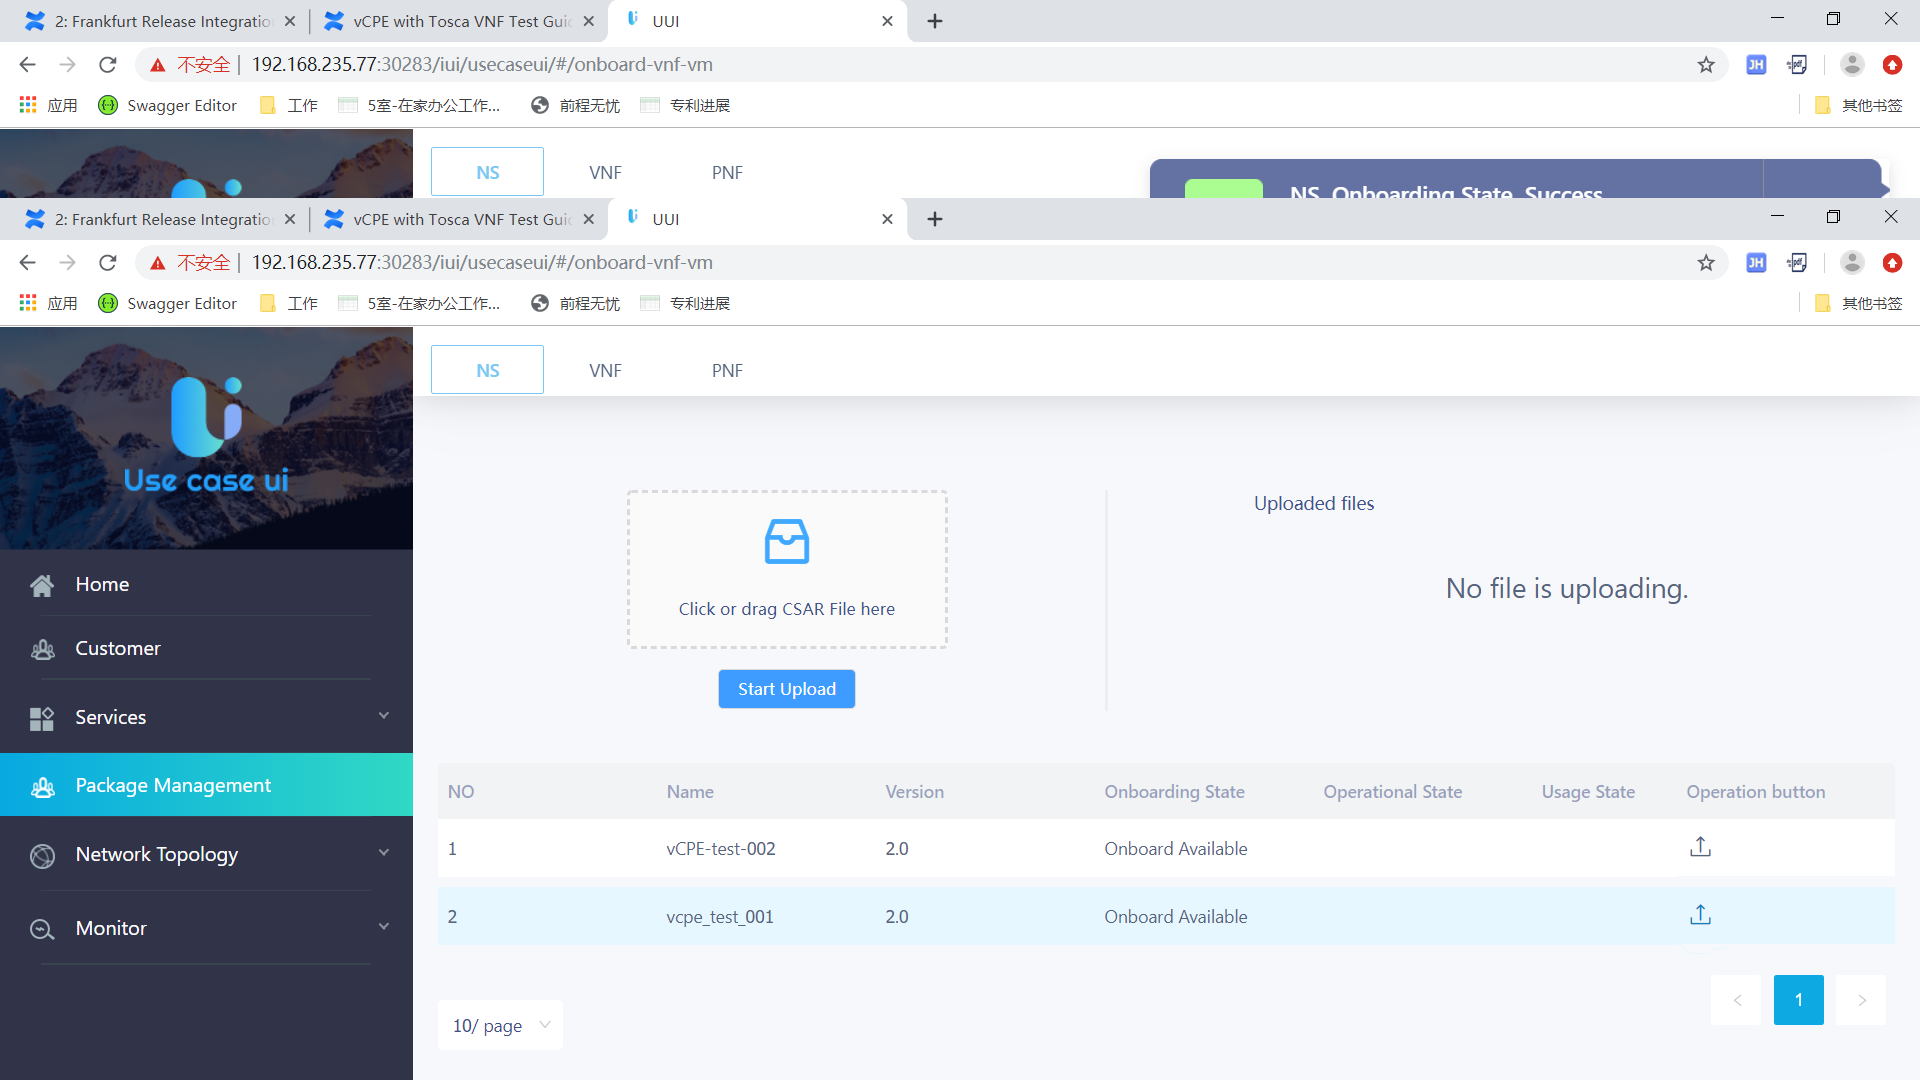 2: Frankfurt Release Integratio
vCPE with Tosca VNF Test Guid
UUI
不安全 | 192.168.235.77:30283/iui/usecaseui/#/onboard-vnf-vm
JH
pdf
应用
Swagger Editor
工作
5室-在家办公工作...
前程无忧
专利进展
其他书签
NS
VNF
PNF
NS Onboarding State Success
2: Frankfurt Release Integratio
vCPE with Tosca VNF Test Guid
UUI
不安全 | 192.168.235.77:30283/iui/usecaseui/#/onboard-vnf-vm
JH
pdf
应用
Swagger Editor
工作
5室-在家办公工作...
前程无忧
专利进展
其他书签
NS
VNF
PNF
Use case ui
Home
Customer
Services
Package Management
Network Topology
Monitor
Click or drag CSAR File here
Start Upload
Uploaded files
No file is uploading.
NO Name Version Onboarding State Operational State Usage State Operation button
1 vCPE-test-002 2.0 Onboard Available
2 vcpe_test_001 2.0 Onboard Available
10/ page
< 1 >